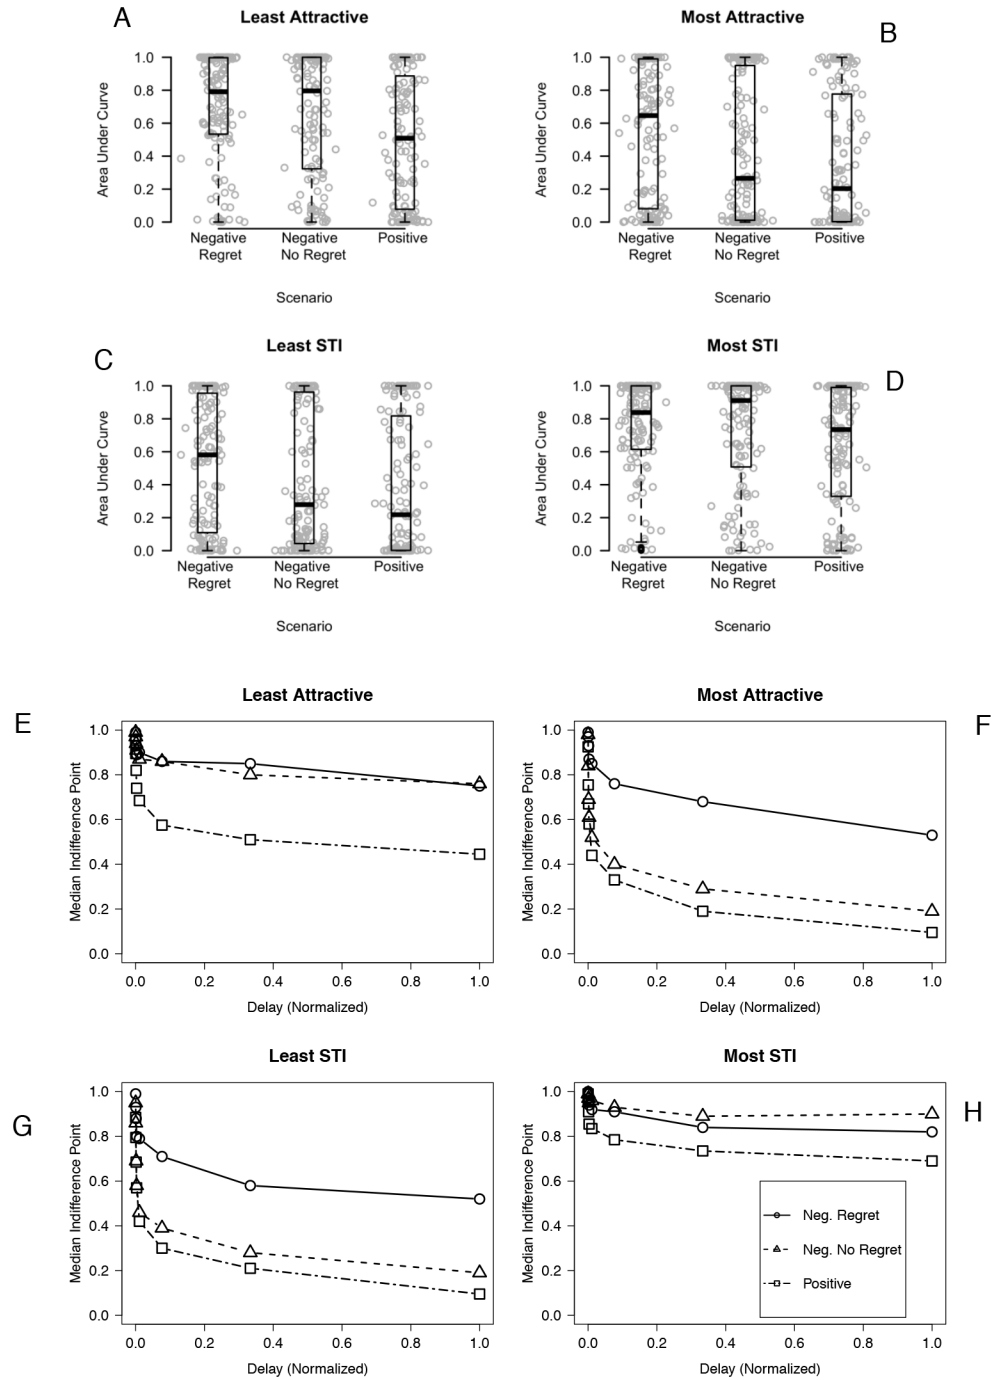 A
Least Attractive
Most Attractive
B
Area Under Curve
1.0
0.8
0.6
0.4
0.2
0.0
Negative Regret
Negative No Regret
Positive
Scenario
Area Under Curve
1.0
0.8
0.6
0.4
0.2
0.0
Negative Regret
Negative No Regret
Positive
Scenario
C
Least STI
Most STI
D
Area Under Curve
1.0
0.8
0.6
0.4
0.2
0.0
Negative Regret
Negative No Regret
Positive
Scenario
Area Under Curve
1.0
0.8
0.6
0.4
0.2
0.0
Negative Regret
Negative No Regret
Positive
Scenario
E
Least Attractive
Most Attractive
F
Median Indifference Point
1.0
0.8
0.6
0.4
0.2
0.0
0.0 0.2 0.4 0.6 0.8 1.0
Delay (Normalized)
Median Indifference Point
1.0
0.8
0.6
0.4
0.2
0.0
0.0 0.2 0.4 0.6 0.8 1.0
Delay (Normalized)
G
Least STI
Most STI
H
Median Indifference Point
1.0
0.8
0.6
0.4
0.2
0.0
0.0 0.2 0.4 0.6 0.8 1.0
Delay (Normalized)
Median Indifference Point
1.0
0.8
0.6
0.4
0.2
0.0
Neg. Regret
Neg. No Regret
Positive
0.0 0.2 0.4 0.6 0.8 1.0
Delay (Normalized)